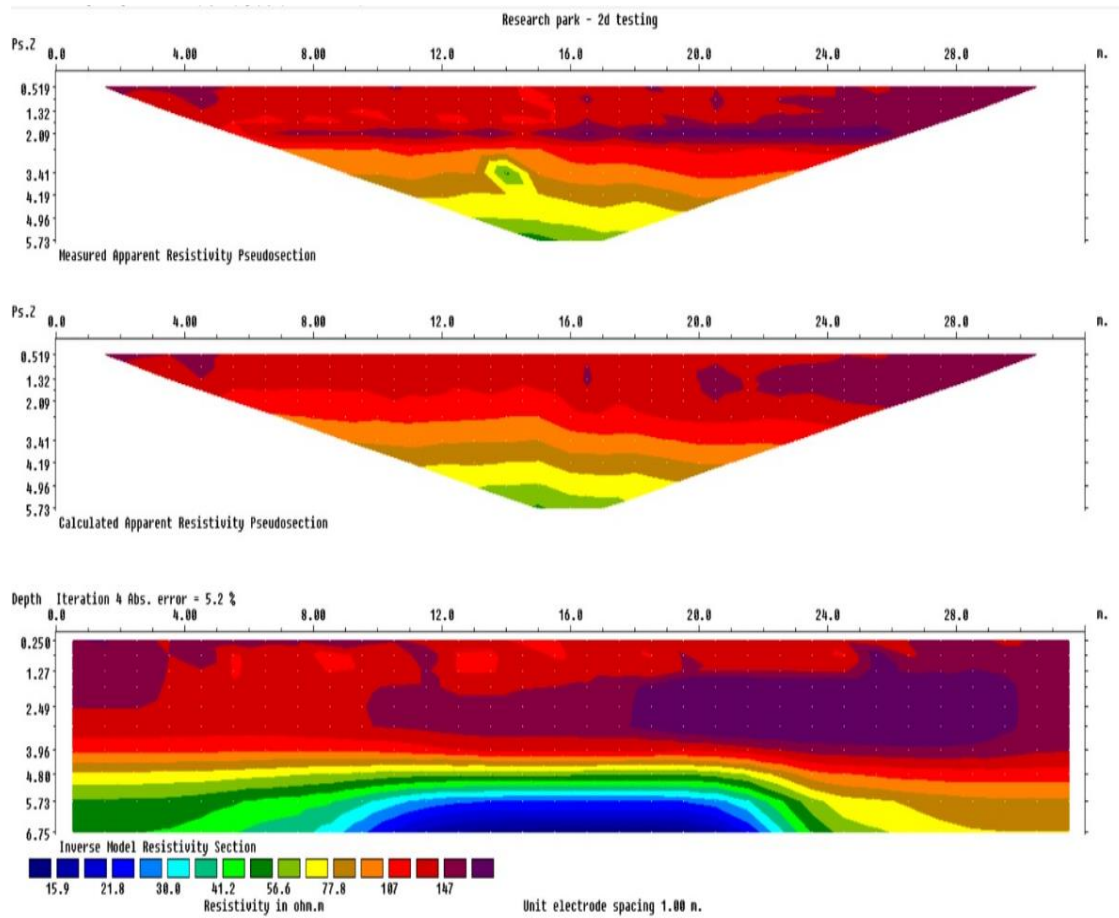 Research park - 2d testing
Ps.Z 0.0 4.00 8.00 12.0 16.0 20.0 24.0 28.0 m.
0.519
1.32
2.09
3.41
4.19
4.96
5.73
Measured Apparent Resistivity Pseudosection
Ps.Z 0.0 4.00 8.00 12.0 16.0 20.0 24.0 28.0 m.
0.519
1.32
2.09
3.41
4.19
4.96
5.73
Calculated Apparent Resistivity Pseudosection
Depth Iteration 4 Abs. error = 5.2 %
0.0 4.00 8.00 12.0 16.0 20.0 24.0 28.0 m.
0.250
1.27
2.49
3.96
4.80
5.73
6.75
Inverse Model Resistivity Section
15.9 21.8 30.0 41.2 56.6 77.8 107 147
Resistivity in ohm.m Unit electrode spacing 1.00 m.